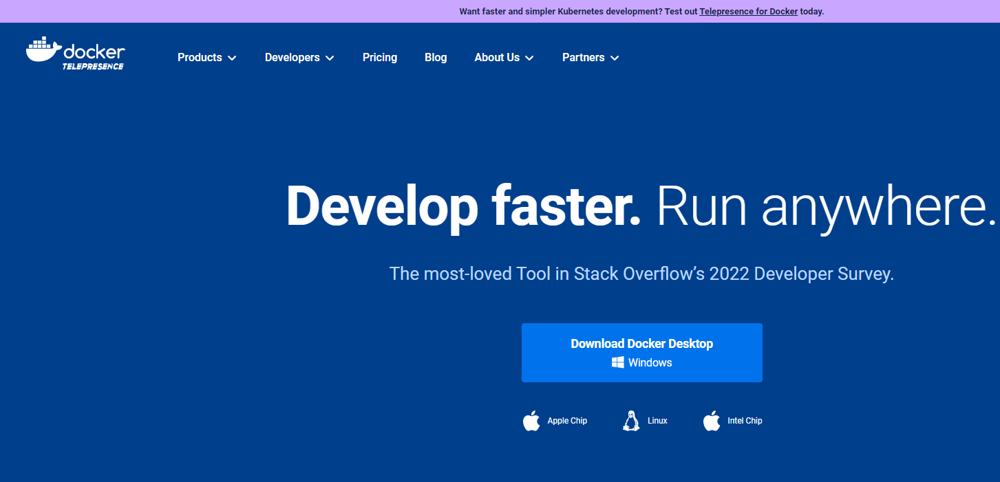 Want faster and simpler Kubernetes development? Test out Telepresence for Docker today.
docker
TELEPRESENCE
Products
Developers
Pricing
Blog
About Us
Partners
Develop faster. Run anywhere.
The most-loved Tool in Stack Overflow’s 2022 Developer Survey.
Download Docker Desktop
Windows
Apple Chip
Linux
Intel Chip